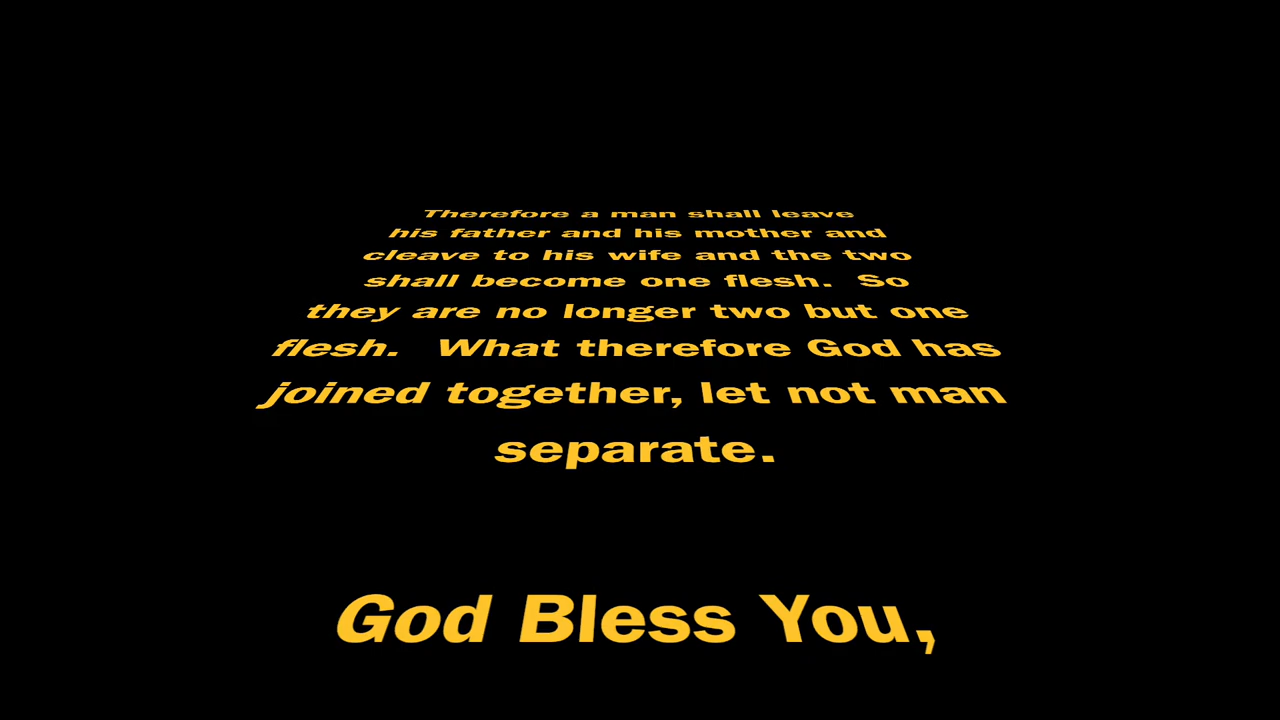 Therefore a man shall leave
his father and his mother and
cleave to his wife and the two
shall become one flesh.  So
they are no longer two but one
flesh.  What therefore God has
joined together, let not man
separate.
God Bless You,